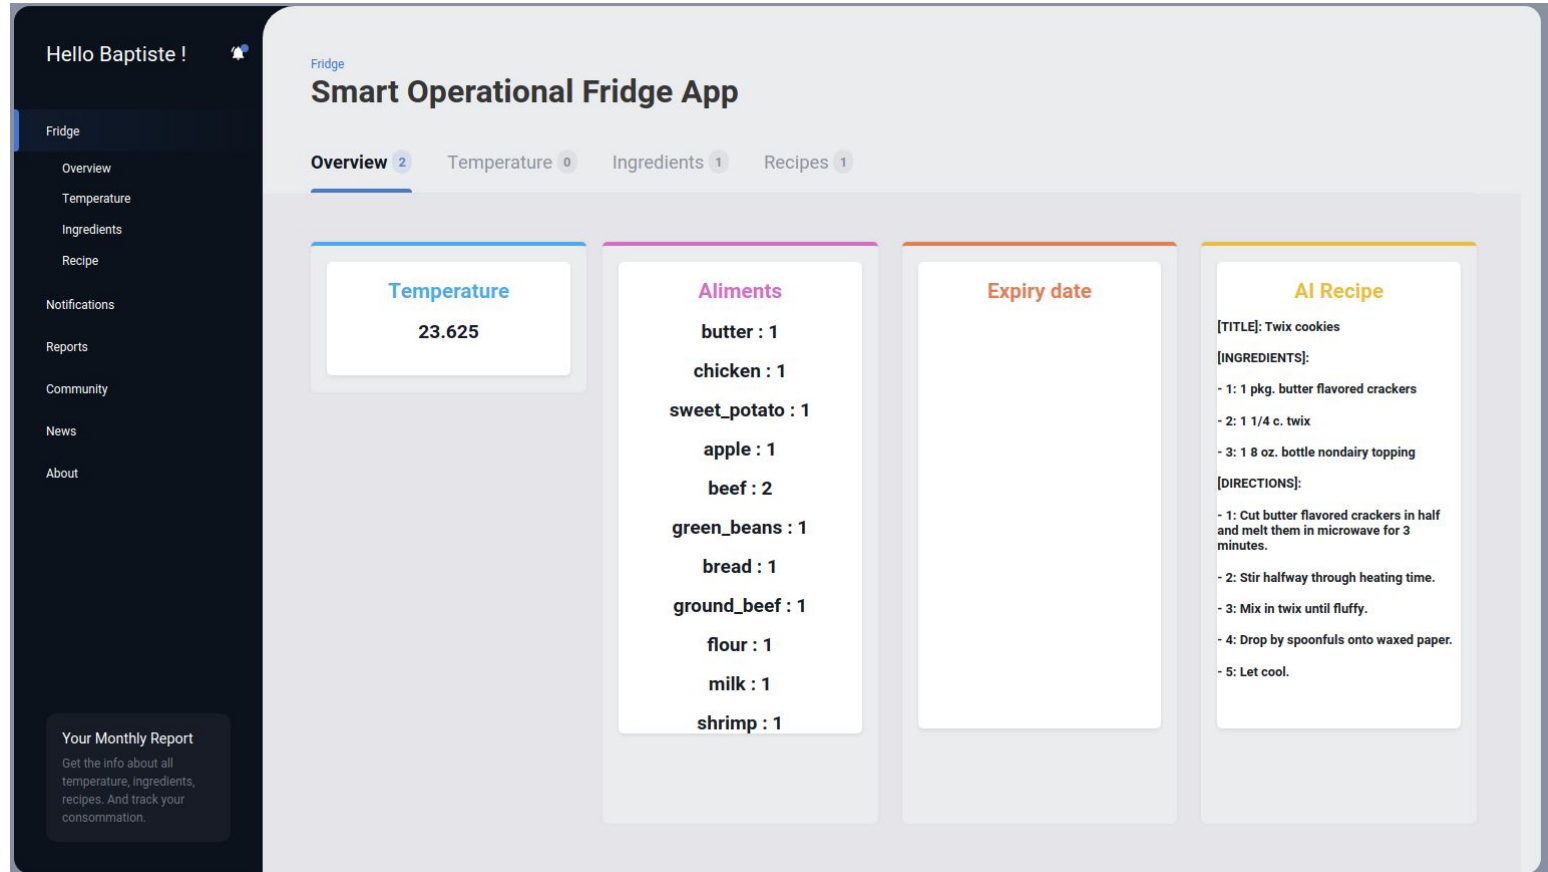 Hello Baptiste !
Fridge
Overview
Temperature
Ingredients
Recipe
Notifications
Reports
Community
News
About
Your Monthly Report
Get the info about all
temperature, ingredients,
recipes. And track your
consommation.
Fridge
Smart Operational Fridge App
Overview 2 Temperature 0 Ingredients 1 Recipes 1
Temperature
23.625
Aliments
butter : 1
chicken : 1
sweet_potato : 1
apple : 1
beef : 2
green_beans : 1
bread : 1
ground_beef : 1
flour : 1
milk : 1
shrimp : 1
Expiry date
AI Recipe
[TITLE]: Twix cookies
[INGREDIENTS]:
- 1: 1 pkg. butter flavored crackers
- 2: 1 1/4 c. twix
- 3: 1 8 oz. bottle nondairy topping
[DIRECTIONS]:
- 1: Cut butter flavored crackers in half
and melt them in microwave for 3
minutes.
- 2: Stir halfway through heating time.
- 3: Mix in twix until fluffy.
- 4: Drop by spoonfuls onto waxed paper.
- 5: Let cool.